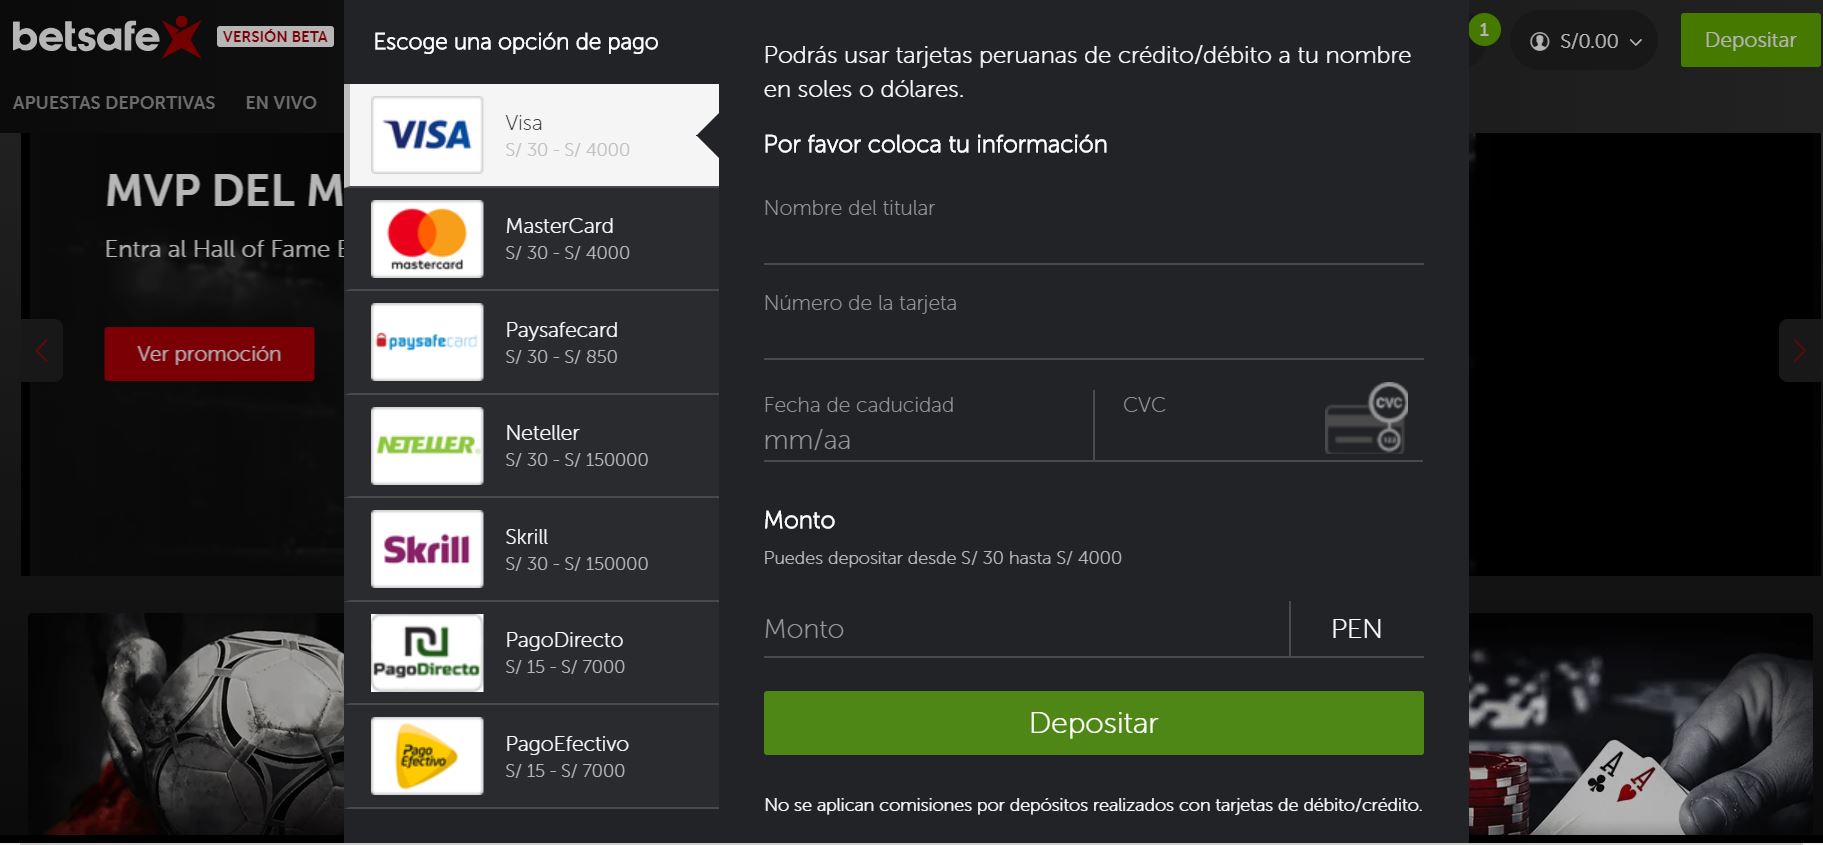 betsafe
VERSIÓN BETA
APUESTAS DEPORTIVAS
EN VIVO
MVP DEL M
Entra al Hall of Fame
Ver promoción
Escoge una opción de pago
VISA
Visa
S/ 30 - S/ 4000
mastercard
MasterCard
S/ 30 - S/ 4000
paysafecard
Paysafecard
S/ 30 - S/ 850
NETELLER
Neteller
S/ 30 - S/ 150000
Skrill
Skrill
S/ 30 - S/ 150000
PagoDirecto
PagoDirecto
S/ 15 - S/ 7000
Pago
Efectivo
PagoEfectivo
S/ 15 - S/ 7000
Podrás usar tarjetas peruanas de crédito/débito a tu nombre
en soles o dólares.
Por favor coloca tu información
Nombre del titular
Número de la tarjeta
Fecha de caducidad
mm/aa
CVC
CVC
123
Monto
Puedes depositar desde S/ 30 hasta S/ 4000
Monto
PEN
Depositar
No se aplican comisiones por depósitos realizados con tarjetas de débito/crédito.
1
S/0.00
Depositar
A
A